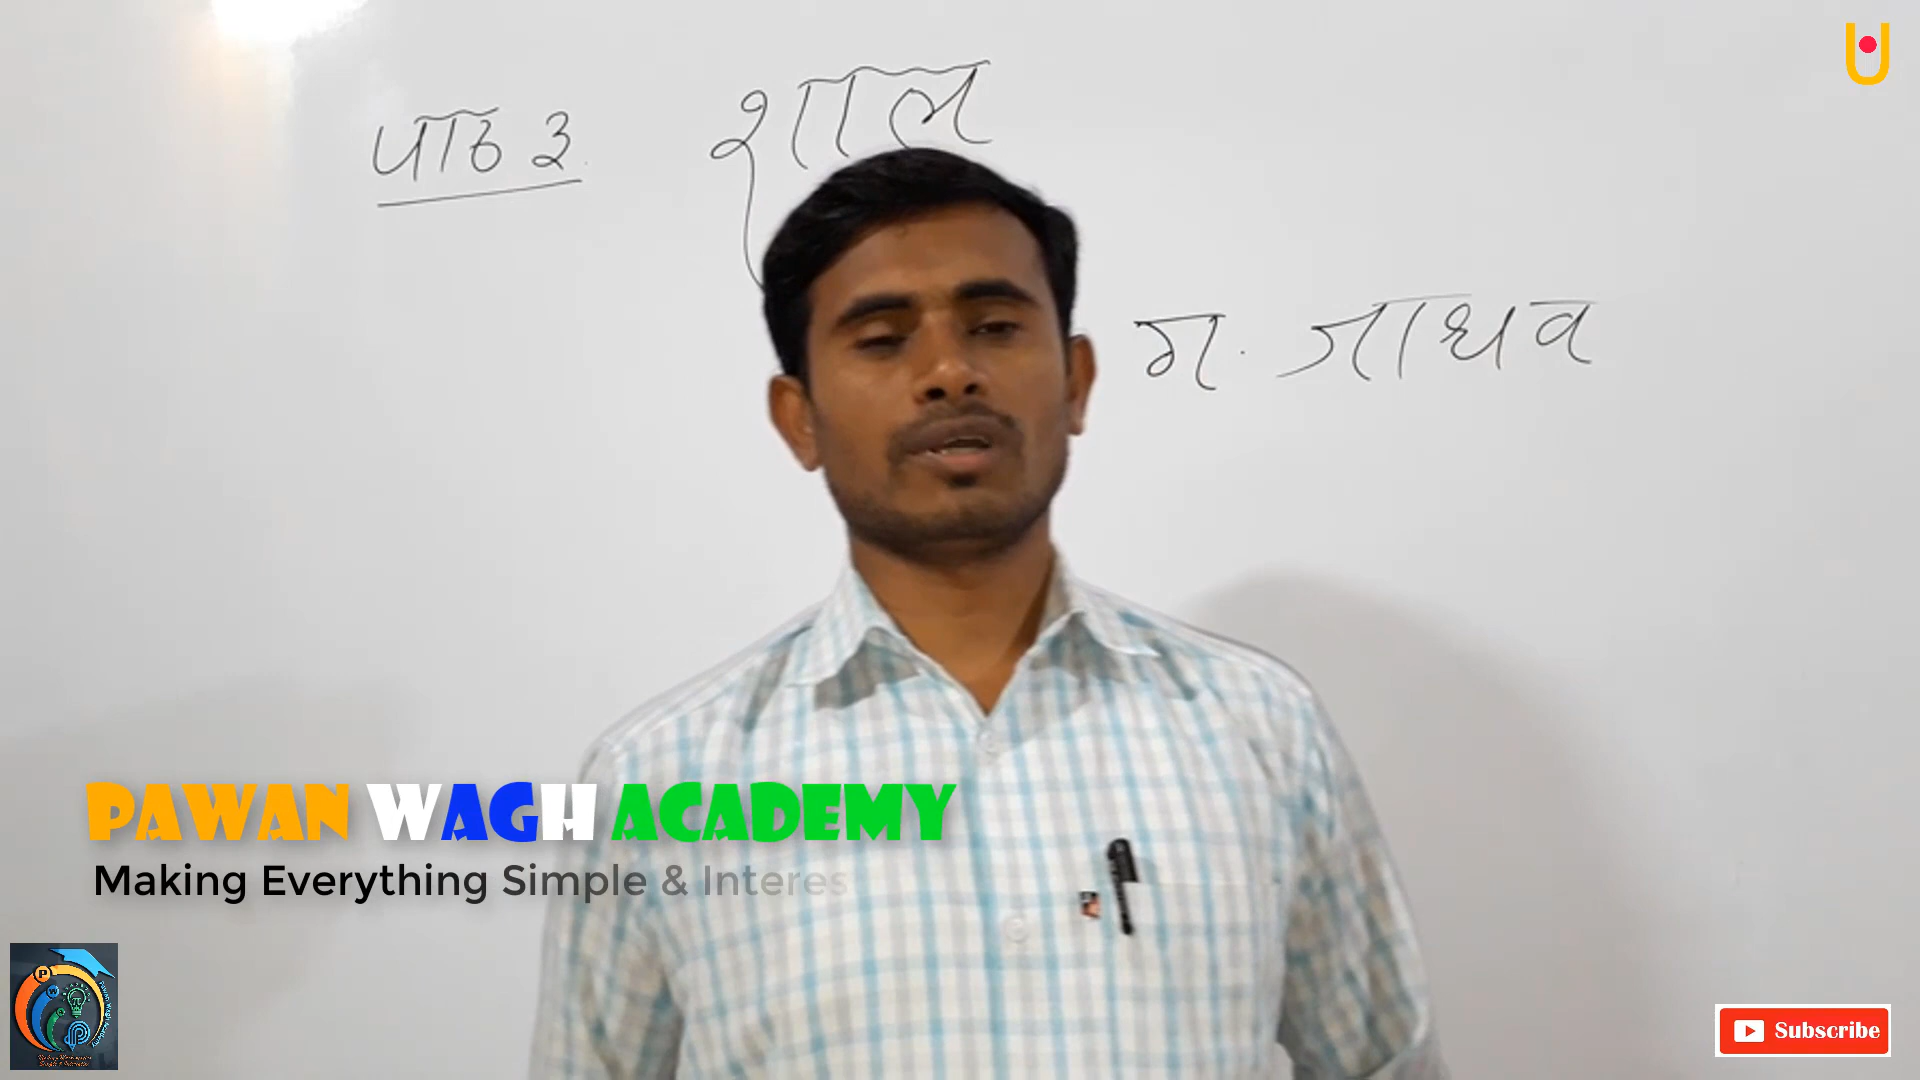 पाठ ३. शाल
ग. जाधव
PAWAN WAGH ACADEMY
Making Everything Simple & Interes
Subscribe